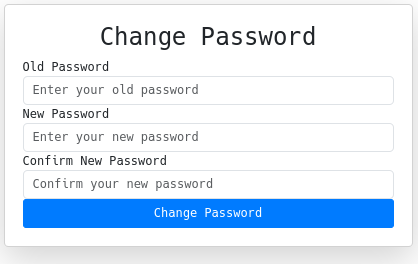 Change Password
Old Password
Enter your old password
New Password
Enter your new password
Confirm New Password
Confirm your new password
Change Password